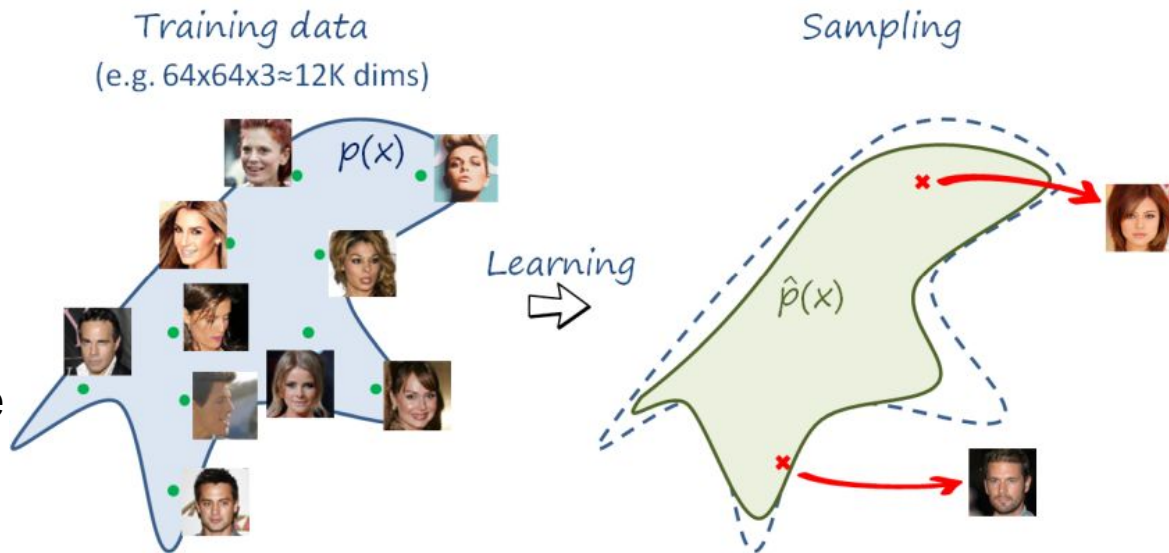 Training data
(e.g. 64x64x3≈12K dims)
p(x)
Learning
Sampling
p̂(x)
e